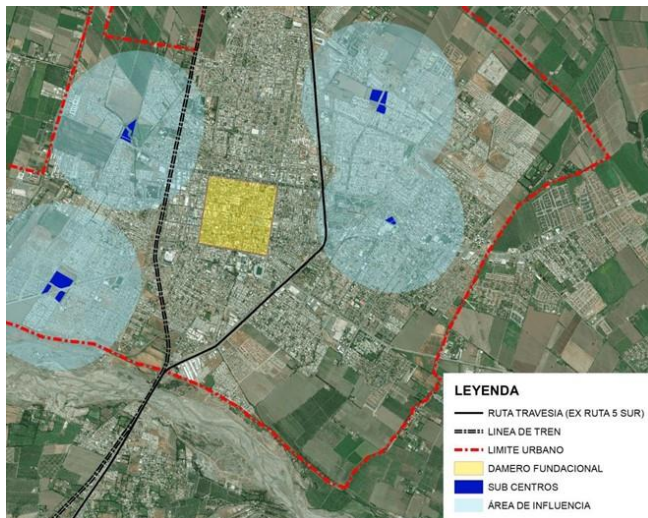 LEYENDA
RUTA TRAVESIA (EX RUTA 5 SUR)
LINEA DE TREN
LIMITE URBANO
DAMERO FUNDACIONAL
SUB CENTROS
ÁREA DE INFLUENCIA